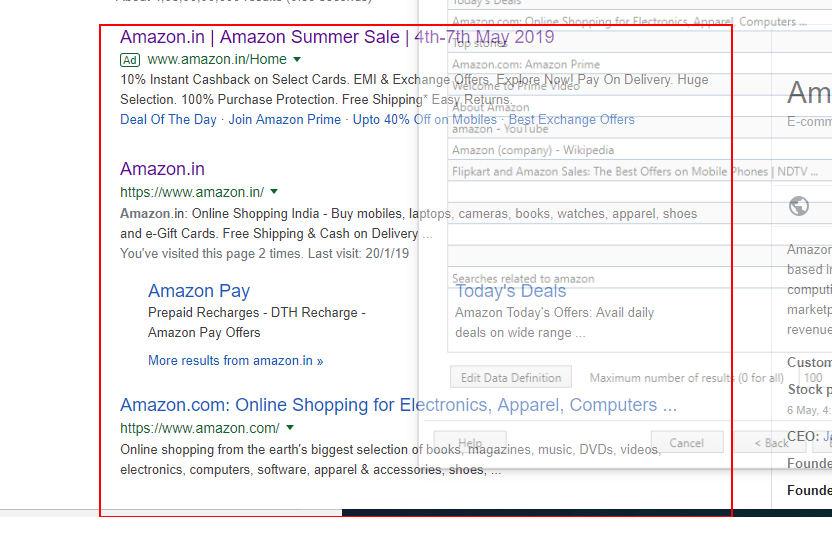 Today's Deals
Amazon.com: Online Shopping for Electronics, Apparel, Computers ...
Amazon.in | Amazon Summer Sale | 4th-7th May 2019
Top stories
Ad www.amazon.in/Home
Amazon.com: Amazon Prime
10% Instant Cashback on Select Cards. EMI & Exchange Offers. Explore Now! Pay On Delivery. Huge
Welcome to Prime Video
Selection. 100% Purchase Protection. Free Shipping* Easy Returns.
About Amazon
Deal Of The Day · Join Amazon Prime · Upto 40% Off on Mobiles · Best Exchange Offers
amazon - YouTube
Amazon (company) - Wikipedia
Amazon.in
Flipkart and Amazon Sales: The Best Offers on Mobile Phones | NDTV ...
https://www.amazon.in/
Amazon.in: Online Shopping India - Buy mobiles, laptops, cameras, books, watches, apparel, shoes
and e-Gift Cards. Free Shipping & Cash on Delivery ...
You've visited this page 2 times. Last visit: 20/1/19
Searches related to amazon
Amazon Pay
Prepaid Recharges - DTH Recharge -
Amazon Pay Offers
More results from amazon.in »
Today's Deals
Amazon Today's Offers: Avail daily
deals on wide range ...
Edit Data Definition Maximum number of results (0 for all) 100
Amazon.com: Online Shopping for Electronics, Apparel, Computers ...
https://www.amazon.com/
Online shopping from the earth's biggest selection of books, magazines, music, DVDs, videos,
electronics, computers, software, apparel & accessories, shoes, ...
Help Cancel < Back
Am
E-comm
Amazon
based in
computi
marketp
revenue
Custom
Stock p
6 May, 4:
CEO: Je
Founde
Founde